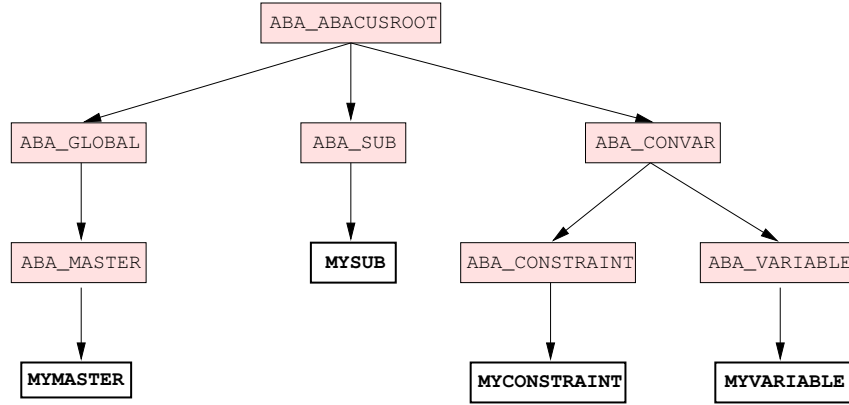 ABA_ABACUSROOT
ABA_GLOBAL
ABA_SUB
ABA_CONVAR
ABA_MASTER
MYSUB
ABA_CONSTRAINT
ABA_VARIABLE
MYMASTER
MYCONSTRAINT
MYVARIABLE